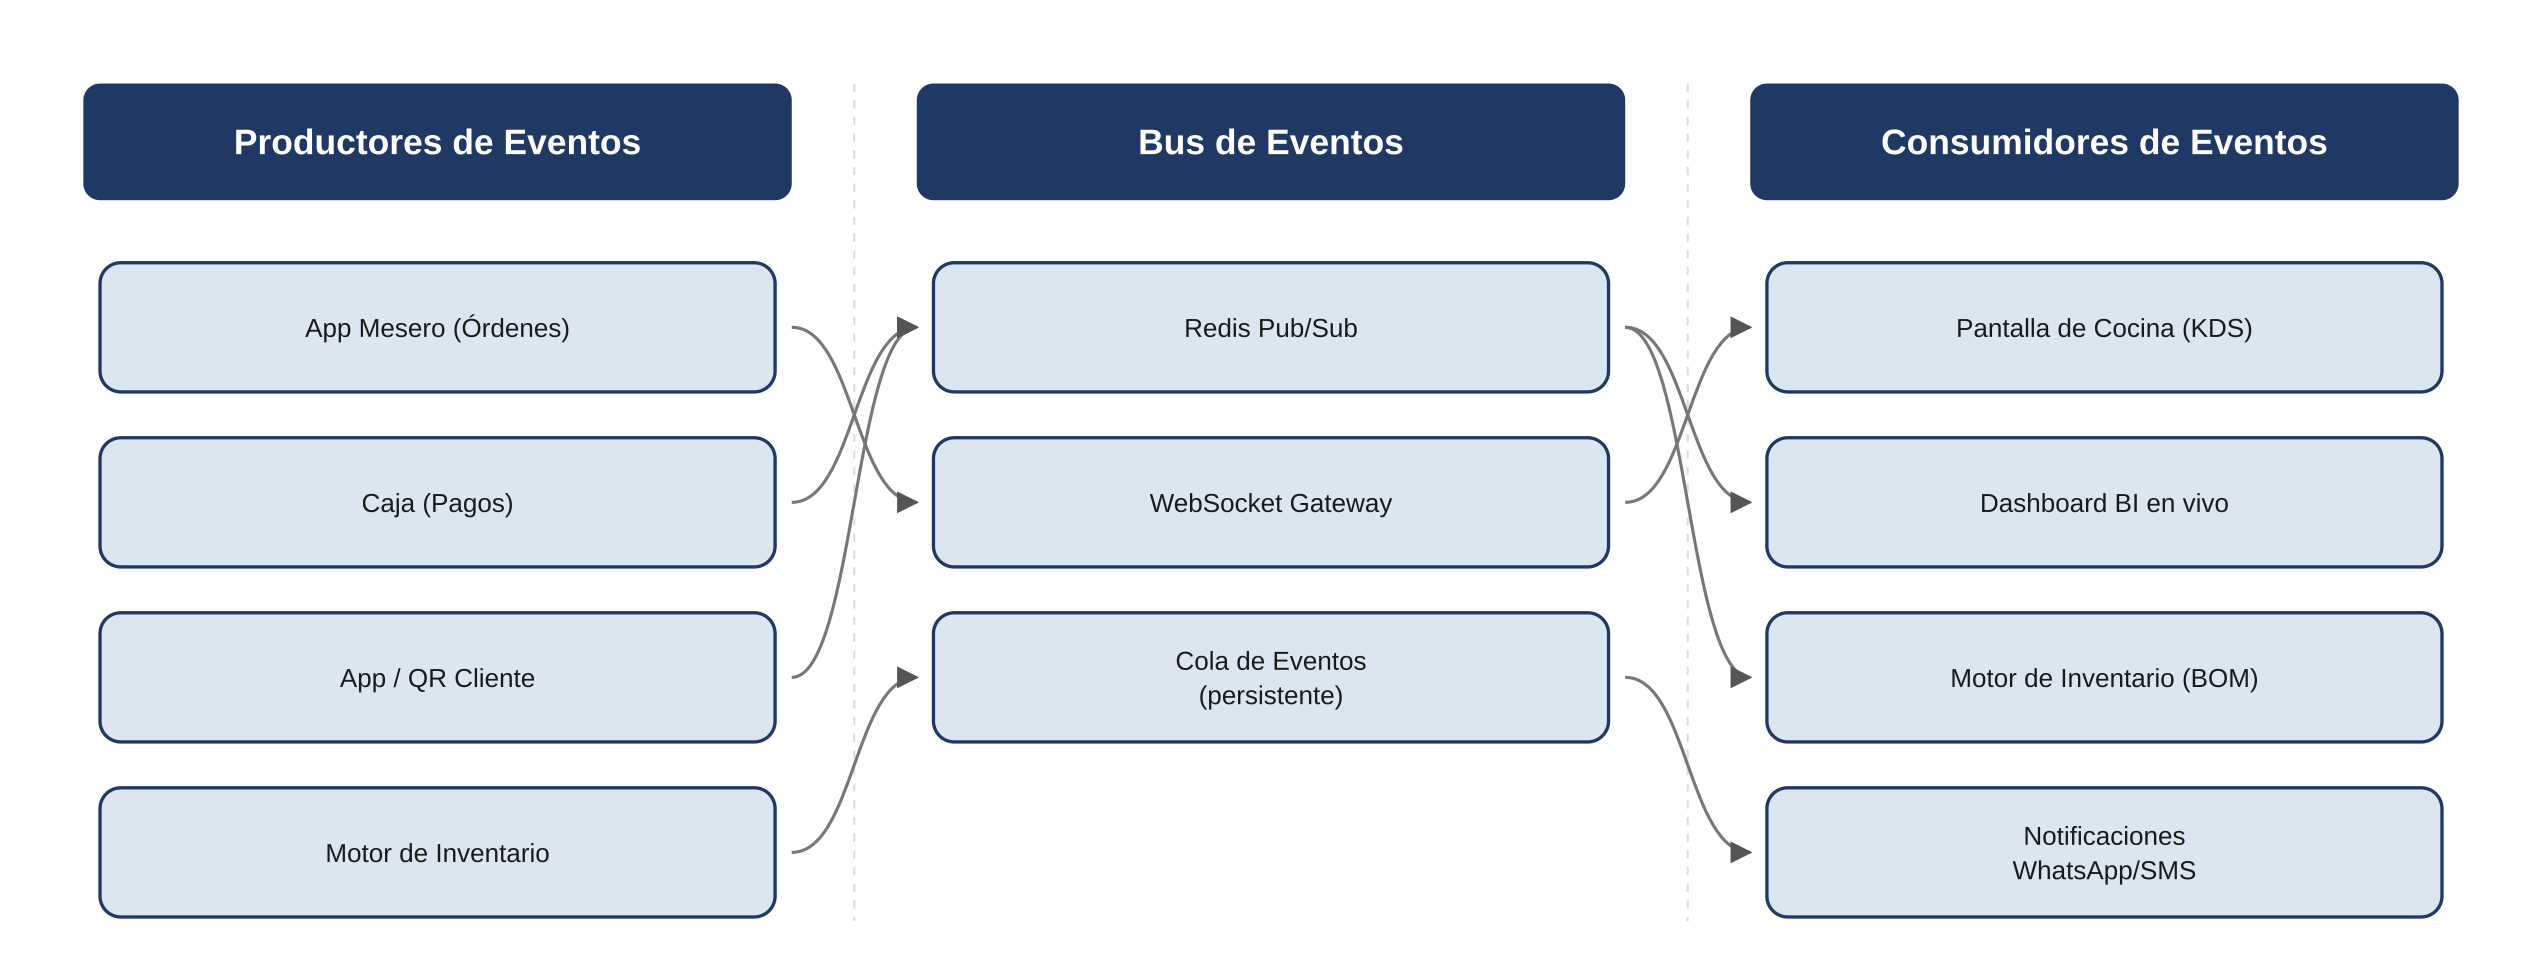 Productores de Eventos
Bus de Eventos
Consumidores de Eventos
App Mesero (Órdenes)
Redis Pub/Sub
Pantalla de Cocina (KDS)
Caja (Pagos)
WebSocket Gateway
Dashboard BI en vivo
App / QR Cliente
Cola de Eventos
(persistente)
Motor de Inventario (BOM)
Motor de Inventario
Notificaciones
WhatsApp/SMS